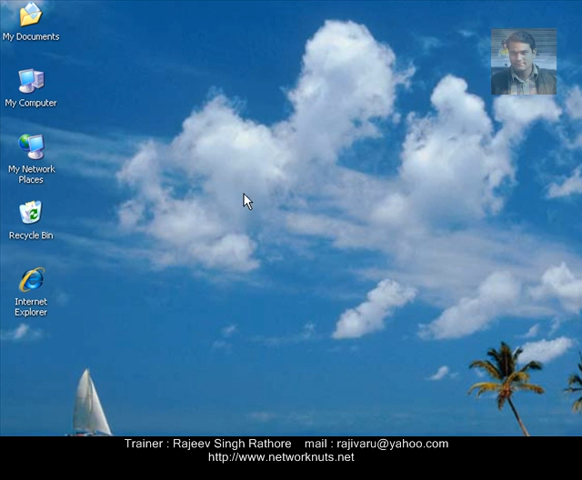 My Documents
My Computer
My Network
Places
Recycle Bin
Internet
Explorer
Trainer : Rajeev Singh Rathore    mail : rajivaru@yahoo.com
http://www.networknuts.net